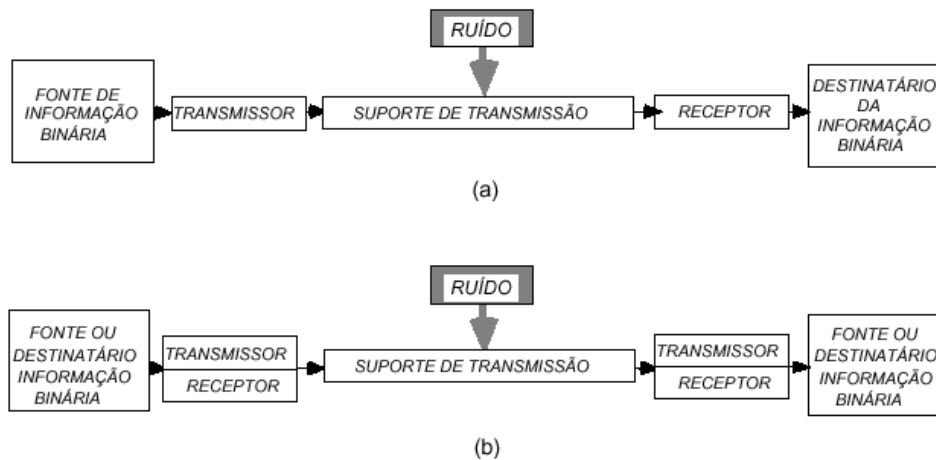 RUÍDO
FONTE DE
INFORMAÇÃO
BINÁRIA
TRANSMISSOR
SUPORTE DE TRANSMISSÃO
RECEPTOR
DESTINATÁRIO
DA
INFORMAÇÃO
BINÁRIA
(a)
RUÍDO
FONTE OU
DESTINATÁRIO
INFORMAÇÃO
BINÁRIA
TRANSMISSOR
RECEPTOR
SUPORTE DE TRANSMISSÃO
TRANSMISSOR
RECEPTOR
FONTE OU
DESTINATÁRIO
INFORMAÇÃO
BINÁRIA
(b)